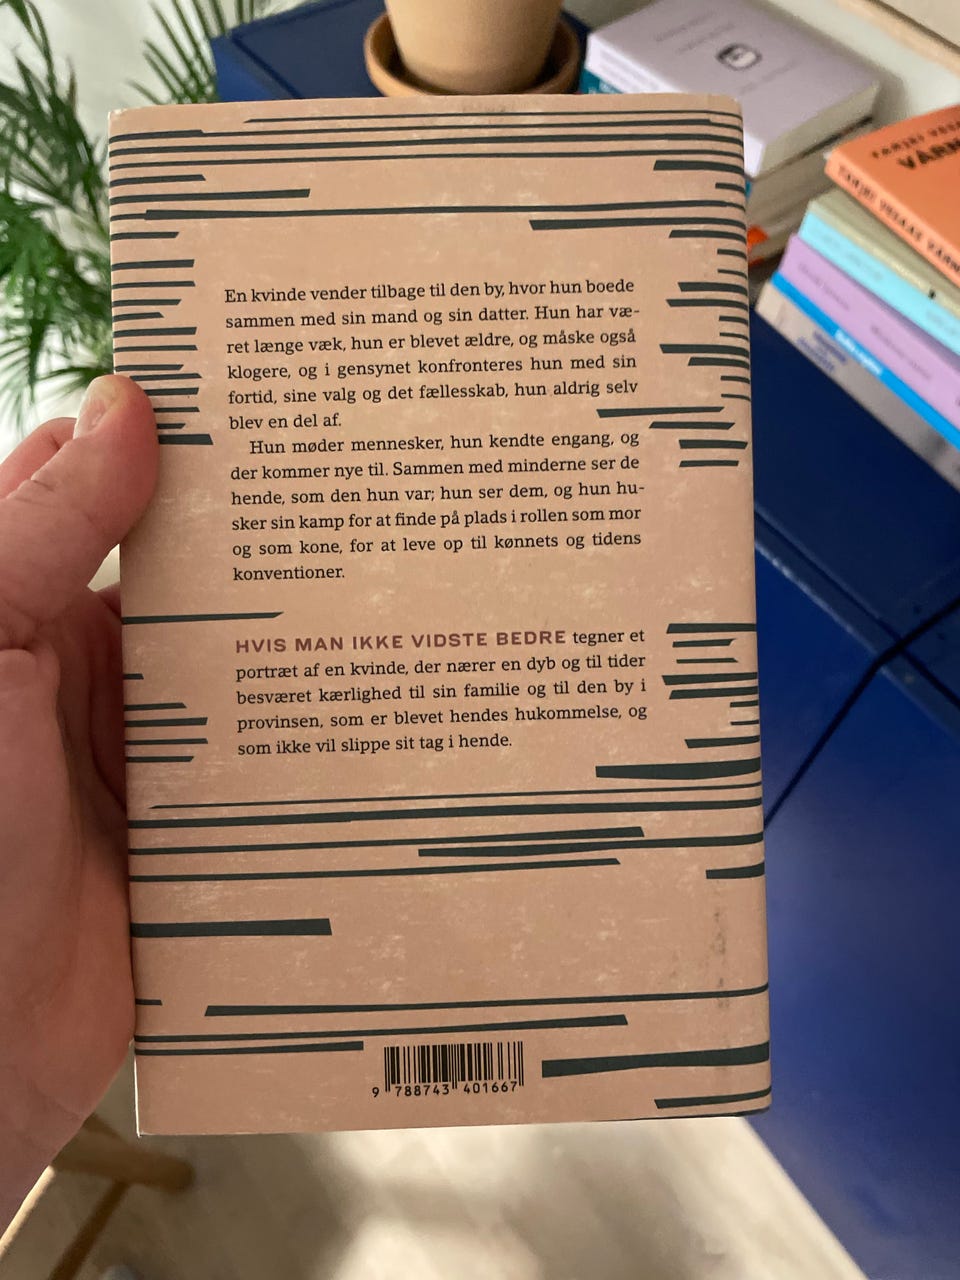 En kvinde vender tilbage til den by, hvor hun boede
sammen med sin mand og sin datter. Hun har væ-
ret længe væk, hun er blevet ældre, og måske også
klogere, og i gensynet konfronteres hun med sin
fortid, sine valg og det fællesskab, hun aldrig selv
blev en del af.
Hun møder mennesker, hun kendte engang, og
der kommer nye til. Sammen med minderne ser de
hende, som den hun var; hun ser dem, og hun hu-
sker sin kamp for at finde på plads i rollen som mor
og som kone, for at leve op til kønnets og tidens
konventioner.
HVIS MAN IKKE VIDSTE BEDRE tegner et
portræt af en kvinde, der nærer en dyb og til tider
besværet kærlighed til sin familie og til den by i
provinsen, som er blevet hendes hukommelse, og
som ikke vil slippe sit tag i hende.
9 788743 401667
TARJEI VESAAS